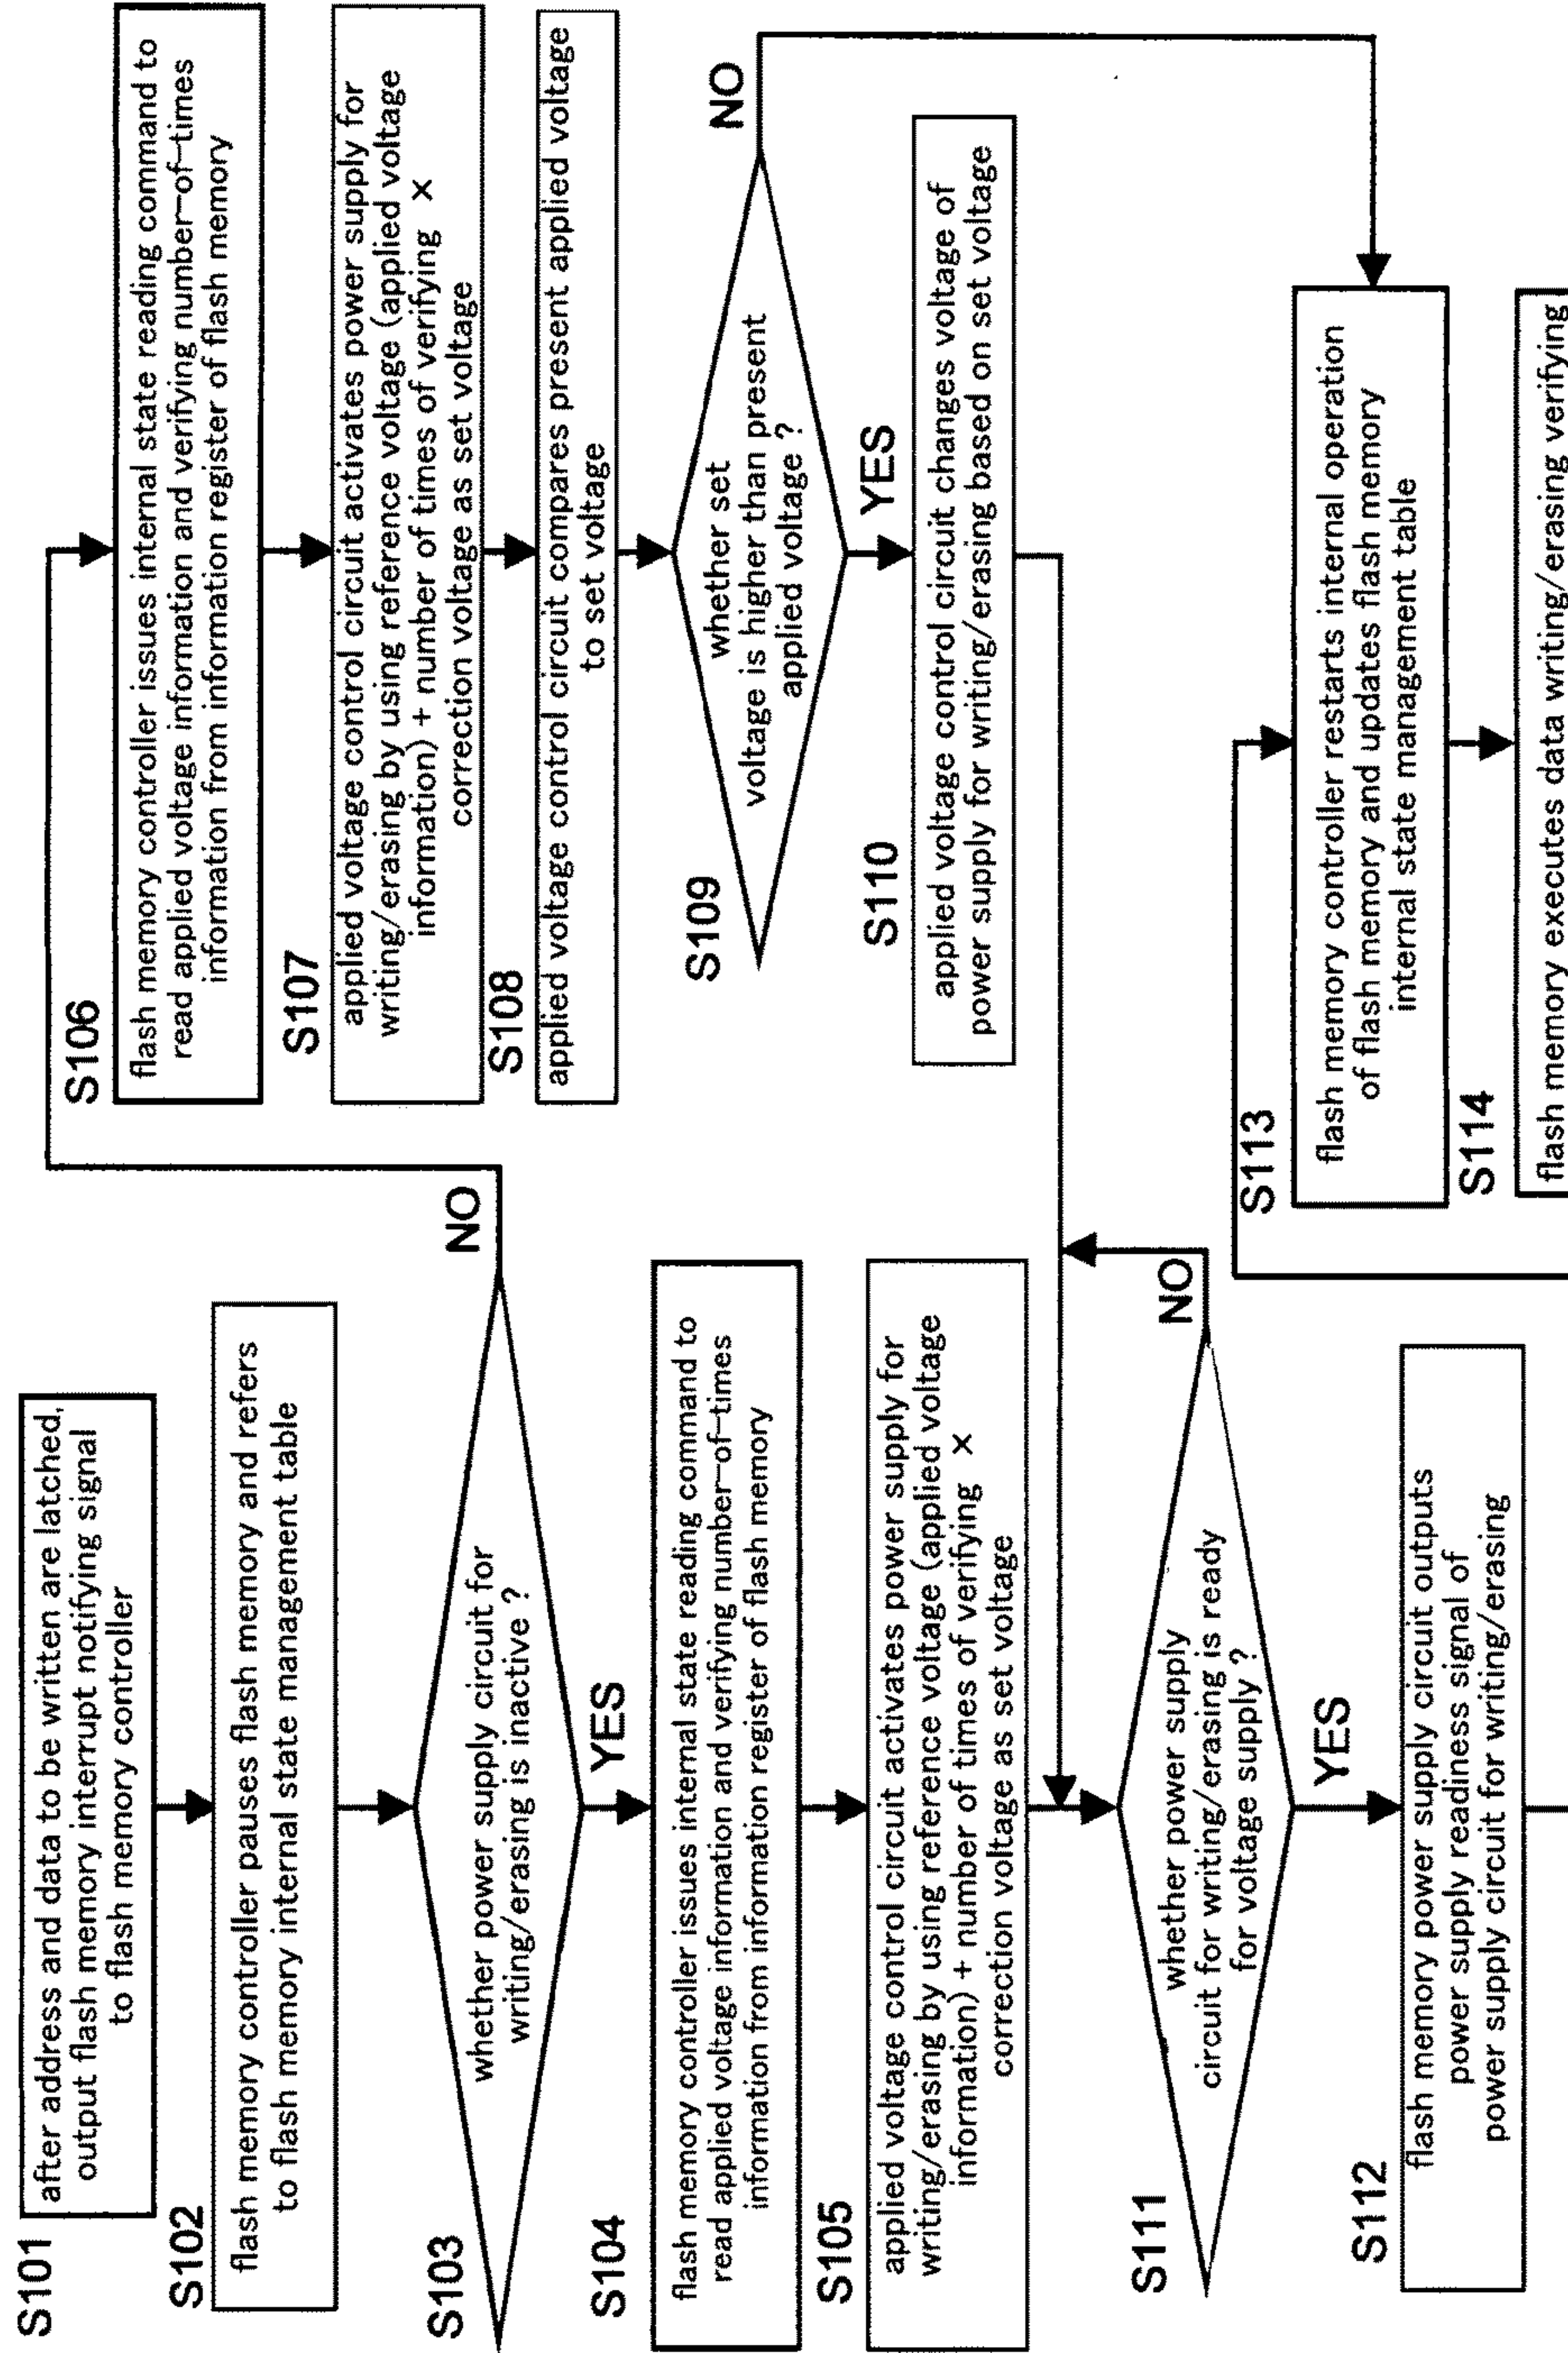 S101
after address and data to be written are latched,
output flash memory interrupt notifying signal
to flash memory controller
S102
flash memory controller pauses flash memory and refers
to flash memory internal state management table
S103
whether power supply circuit for
writing/erasing is inactive ?
NO
YES
S104
flash memory controller issues internal state reading command to
read applied voltage information and verifying number-of-times
information from information register of flash memory
S105
applied voltage control circuit activates power supply for
writing/erasing by using reference voltage (applied voltage
information) + number of times of verifying ×
correction voltage as set voltage
S111
whether power supply
circuit for writing/erasing is ready
for voltage supply ?
NO
YES
S112
flash memory power supply circuit outputs
power supply readiness signal of
power supply circuit for writing/erasing
S106
flash memory controller issues internal state reading command to
read applied voltage information and verifying number-of-times
information from information register of flash memory
S107
applied voltage control circuit activates power supply for
writing/erasing by using reference voltage (applied voltage
information) + number of times of verifying ×
correction voltage as set voltage
S108
applied voltage control circuit compares present applied voltage
to set voltage
S109
whether set
voltage is higher than present
applied voltage ?
NO
YES
S110
applied voltage control circuit changes voltage of
power supply for writing/erasing based on set voltage
S113
flash memory controller restarts internal operation
of flash memory and updates flash memory
internal state management table
S114
flash memory executes data writing/erasing verifying